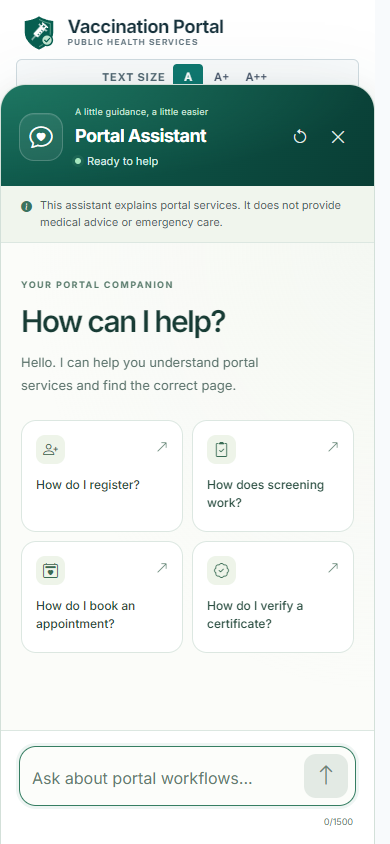 Vaccination Portal
PUBLIC HEALTH SERVICES
TEXT SIZE A A+ A++
A little guidance, a little easier
Portal Assistant
Ready to help
This assistant explains portal services. It does not provide
medical advice or emergency care.
YOUR PORTAL COMPANION
How can I help?
Hello. I can help you understand portal
services and find the correct page.
How do I register?
How does screening
work?
How do I book an
appointment?
How do I verify a
certificate?
Ask about portal workflows...
0/1500